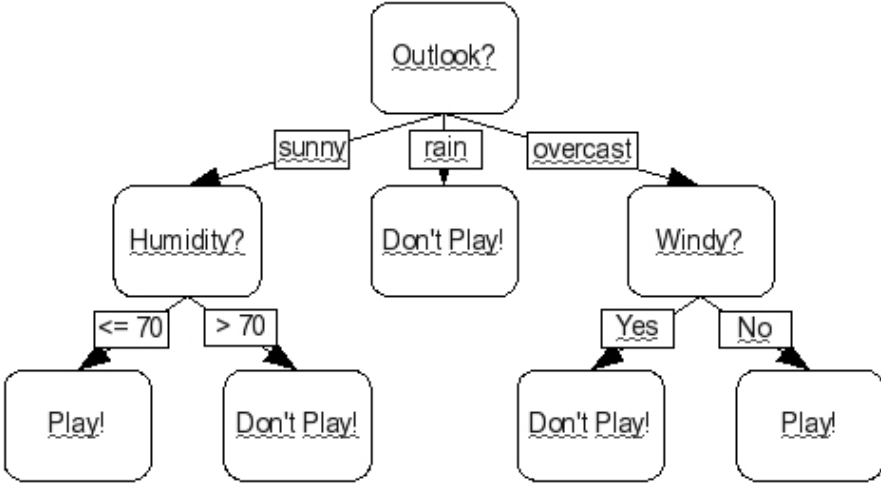 Outlook?
sunny
rain
overcast
Humidity?
Don't Play!
Windy?
<= 70
> 70
Yes
No
Play!
Don't Play!
Don't Play!
Play!